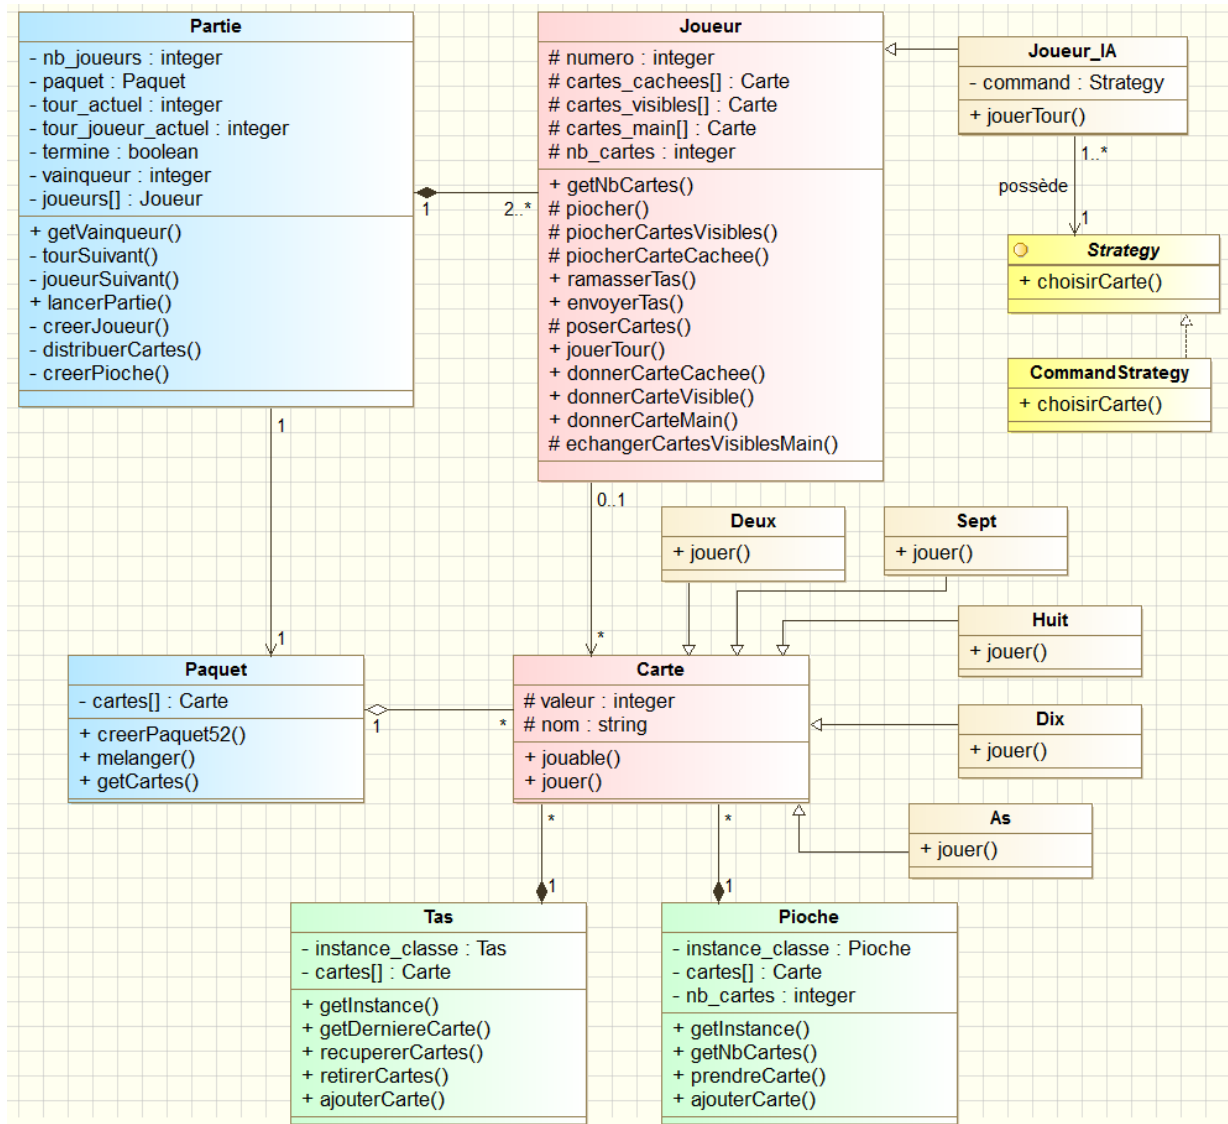 Partie
- nb_joueurs : integer
- paquet : Paquet
- tour_actuel : integer
- tour_joueur_actuel : integer
- termine : boolean
- vainqueur : integer
- joueurs[] : Joueur
+ getVainqueur()
- tourSuivant()
- joueurSuivant()
+ lancerPartie()
- creerJoueur()
- distribuerCartes()
- creerPioche()
1
2..*
Joueur
# numero : integer
# cartes_cachees[] : Carte
# cartes_visibles[] : Carte
# cartes_main[] : Carte
# nb_cartes : integer
+ getNbCartes()
# piocher()
# piocherCartesVisibles()
# piocherCarteCachee()
+ ramasserTas()
+ envoyerTas()
# poserCartes()
+ jouerTour()
+ donnerCarteCachee()
+ donnerCarteVisible()
+ donnerCarteMain()
# echangerCartesVisiblesMain()
Joueur_IA
- command : Strategy
+ jouerTour()
1..*
possède
1
Strategy
+ choisirCarte()
CommandStrategy
+ choisirCarte()
1
1
0..1
*
Deux
+ jouer()
Sept
+ jouer()
Huit
+ jouer()
Dix
+ jouer()
As
+ jouer()
Paquet
- cartes[] : Carte
+ creerPaquet52()
+ melanger()
+ getCartes()
1
*
Carte
# valeur : integer
# nom : string
+ jouable()
+ jouer()
*
1
*
1
Tas
- instance_classe : Tas
- cartes[] : Carte
+ getInstance()
+ getDerniereCarte()
+ recupererCartes()
+ retirerCartes()
+ ajouterCarte()
Pioche
- instance_classe : Pioche
- cartes[] : Carte
- nb_cartes : integer
+ getInstance()
+ getNbCartes()
+ prendreCarte()
+ ajouterCarte()